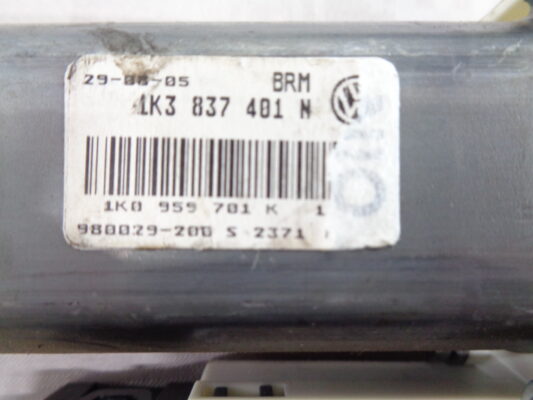 29-08-05 BRM
1K3 837 401 N
1K0 959 701 K 1
980029-200 S 2371